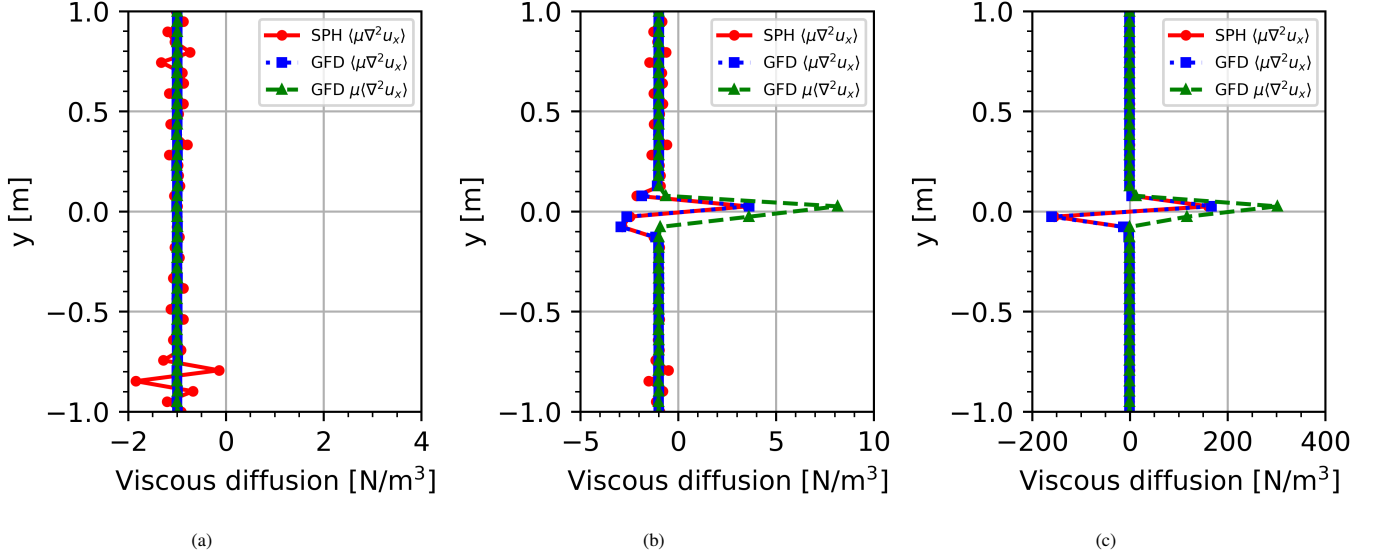 1.0
0.5
0.0
−0.5
−1.0
y [m]
−2 0 2 4
Viscous diffusion [N/m³]
SPH ⟨μ∇²uₓ⟩
GFD ⟨μ∇²uₓ⟩
GFD μ⟨∇²uₓ⟩
(a)
1.0
0.5
0.0
−0.5
−1.0
y [m]
−5 0 5 10
Viscous diffusion [N/m³]
SPH ⟨μ∇²uₓ⟩
GFD ⟨μ∇²uₓ⟩
GFD μ⟨∇²uₓ⟩
(b)
1.0
0.5
0.0
−0.5
−1.0
y [m]
−200 0 200 400
Viscous diffusion [N/m³]
SPH ⟨μ∇²uₓ⟩
GFD ⟨μ∇²uₓ⟩
GFD μ⟨∇²uₓ⟩
(c)